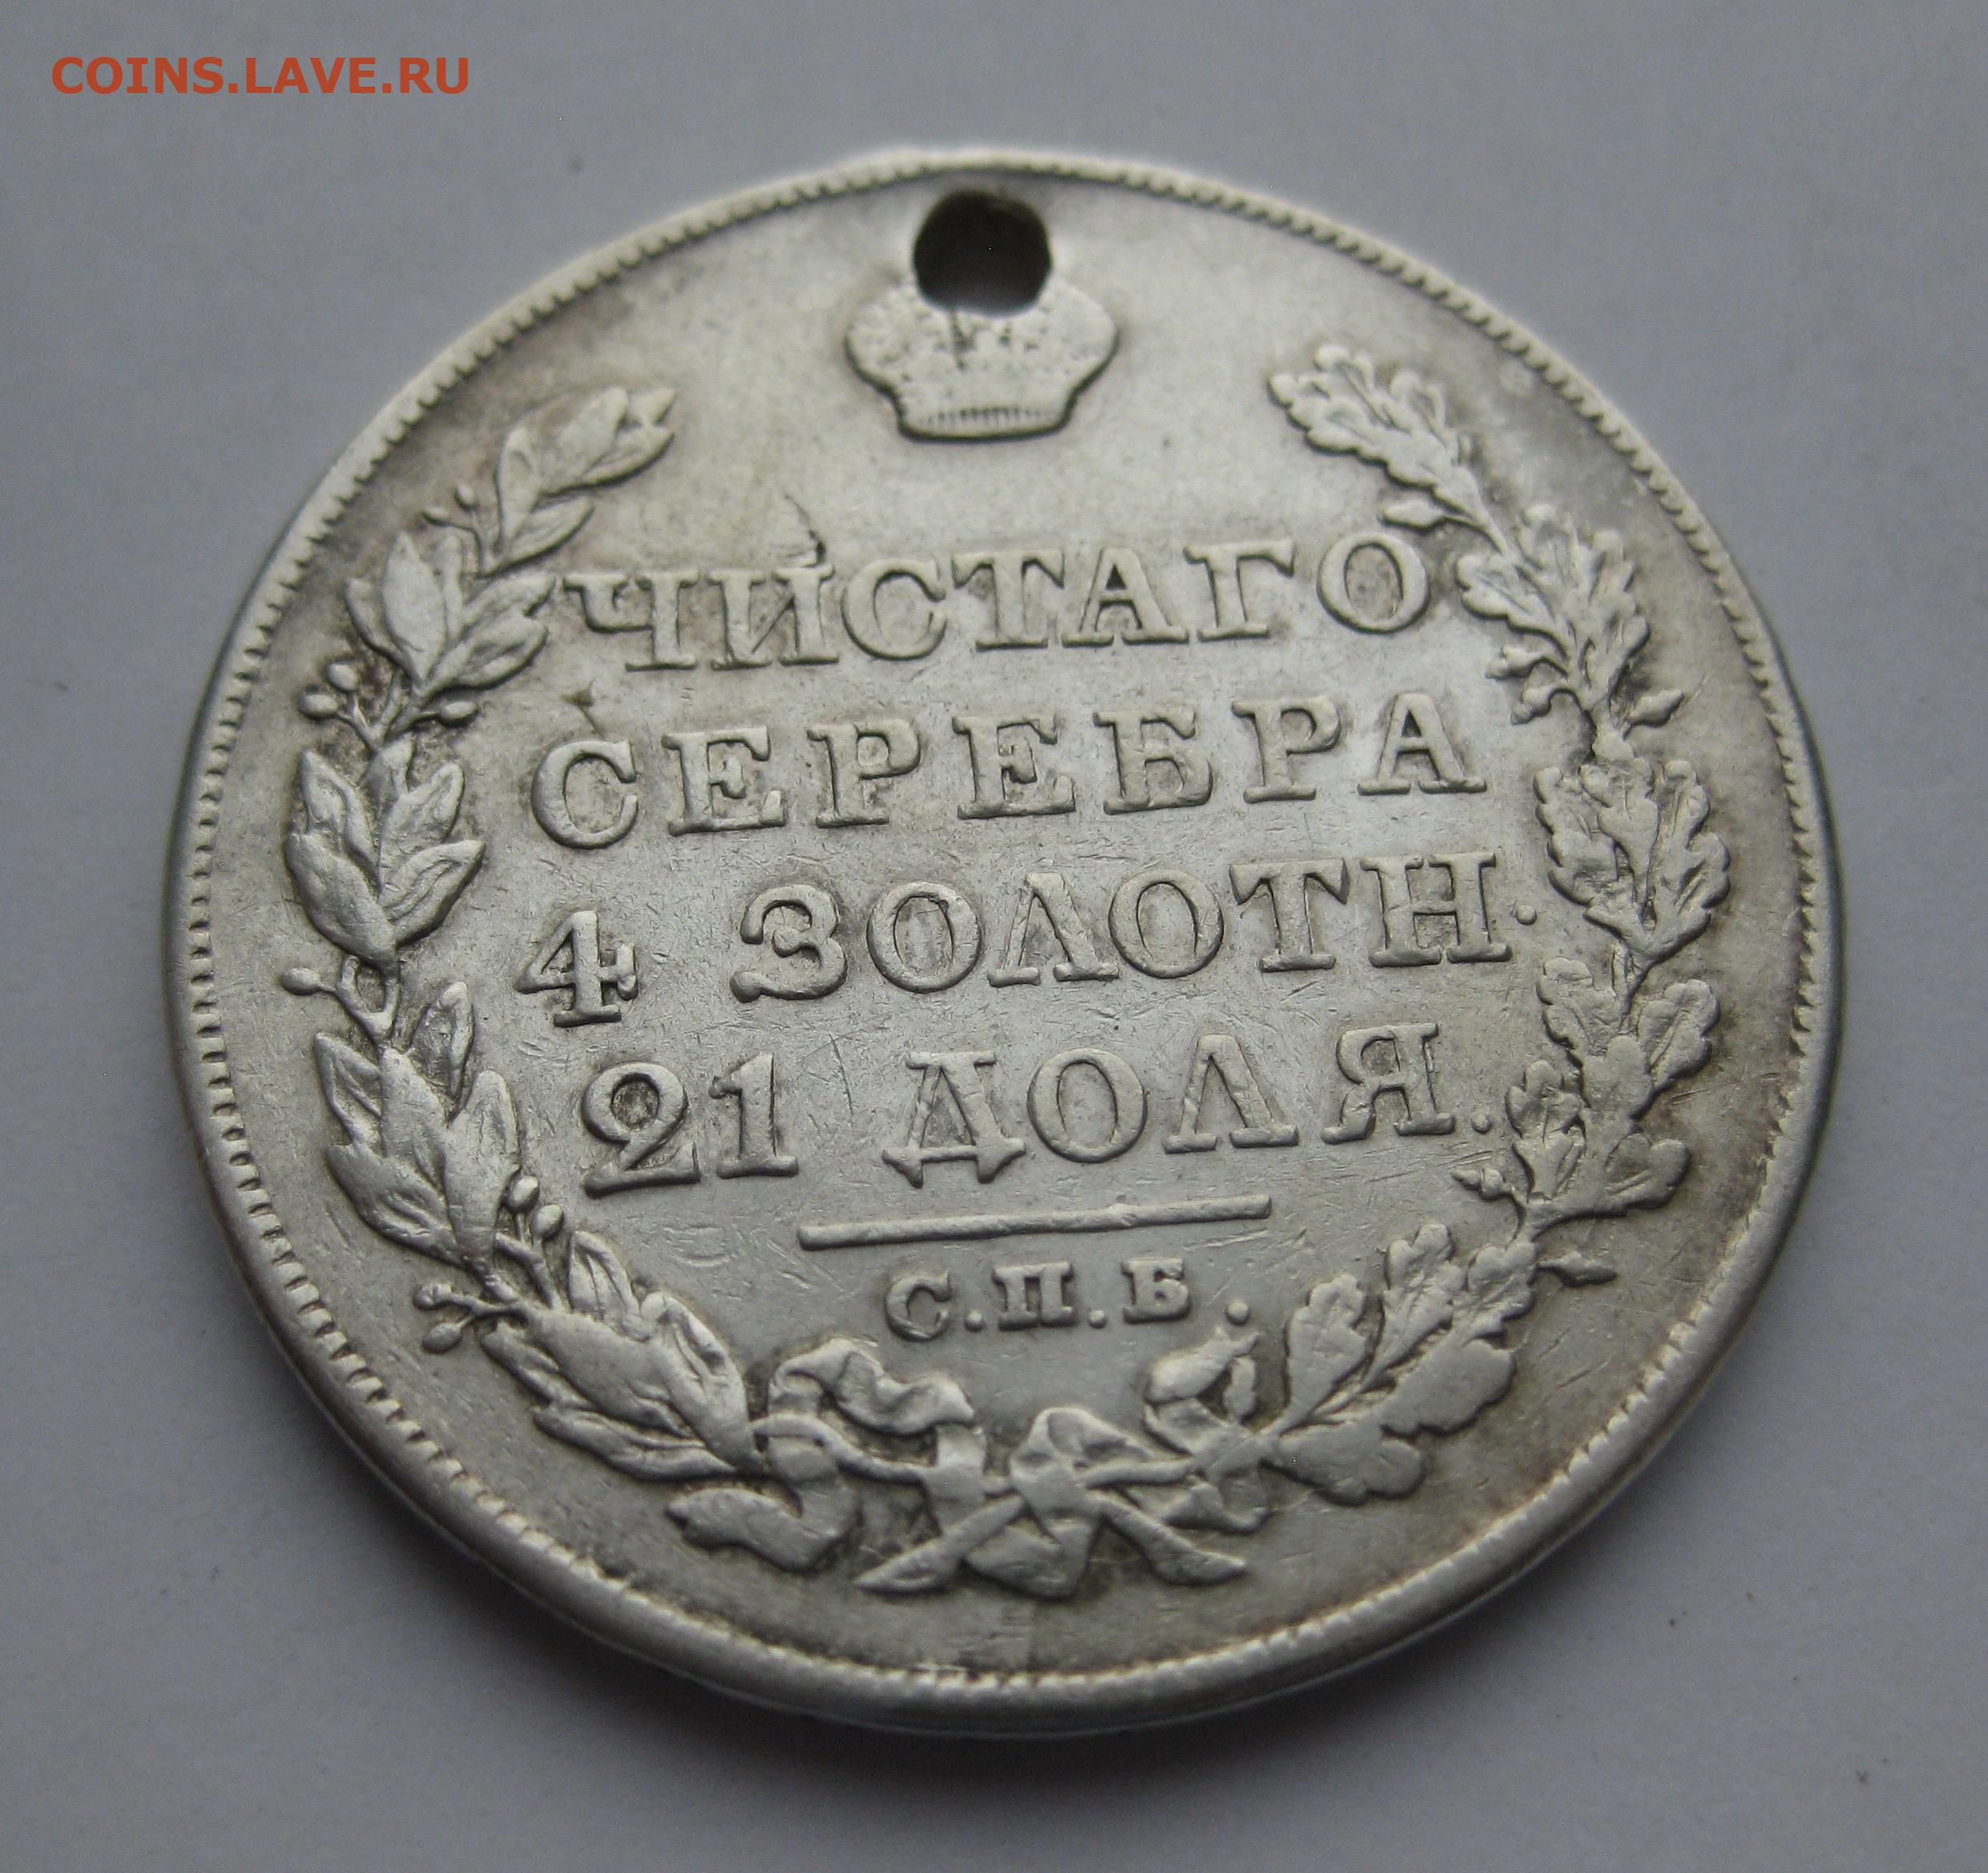 COINS.LAVE.RU
ЧИСТАГО
СЕРЕБРА
4 ЗОЛОТН.
21 ДОЛЯ.
С.П.Б.